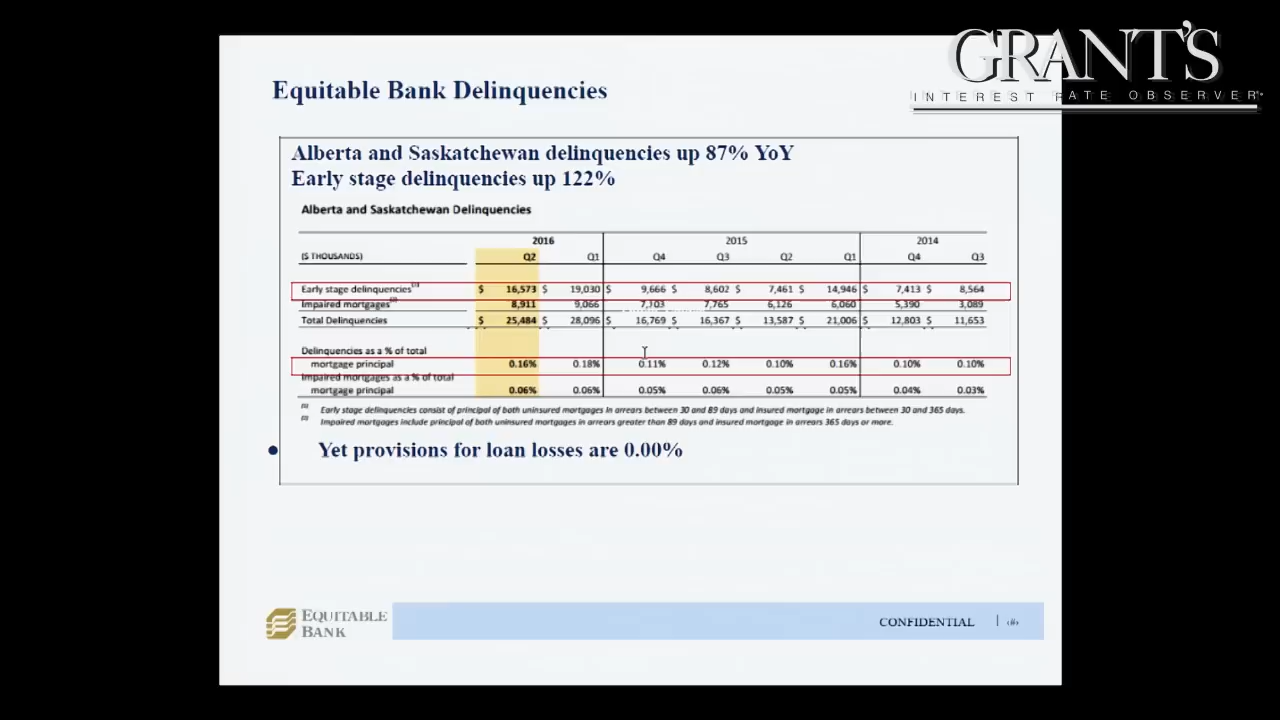 GRANT'S
INTEREST RATE OBSERVER
Equitable Bank Delinquencies
Alberta and Saskatchewan delinquencies up 87% YoY
Early stage delinquencies up 122%
Alberta and Saskatchewan Delinquencies
2016 2015 2014
($ THOUSANDS) Q2 Q1 Q4 Q3 Q2 Q1 Q4 Q3
Early stage delinquencies(1) $ 16,573 $ 19,030 $ 9,666 $ 8,602 $ 7,461 $ 14,946 $ 7,413 $ 8,564
Impaired mortgages(2) 8,911 9,066 7,103 7,765 6,126 6,060 5,390 3,089
Total Delinquencies $ 25,484 $ 28,096 $ 16,769 $ 16,367 $ 13,587 $ 21,006 $ 12,803 $ 11,653
Delinquencies as a % of total
mortgage principal 0.16% 0.18% 0.11% 0.12% 0.10% 0.16% 0.10% 0.10%
Impaired mortgages as a % of total
mortgage principal 0.06% 0.06% 0.05% 0.06% 0.05% 0.05% 0.04% 0.03%
(1) Early stage delinquencies consist of principal of both uninsured mortgages in arrears between 30 and 89 days and insured mortgage in arrears between 30 and 365 days.
(2) Impaired mortgages include principal of both uninsured mortgages in arrears greater than 89 days and insured mortgage in arrears 365 days or more.
• Yet provisions for loan losses are 0.00%
EQUITABLE
BANK
CONFIDENTIAL | ‹#›